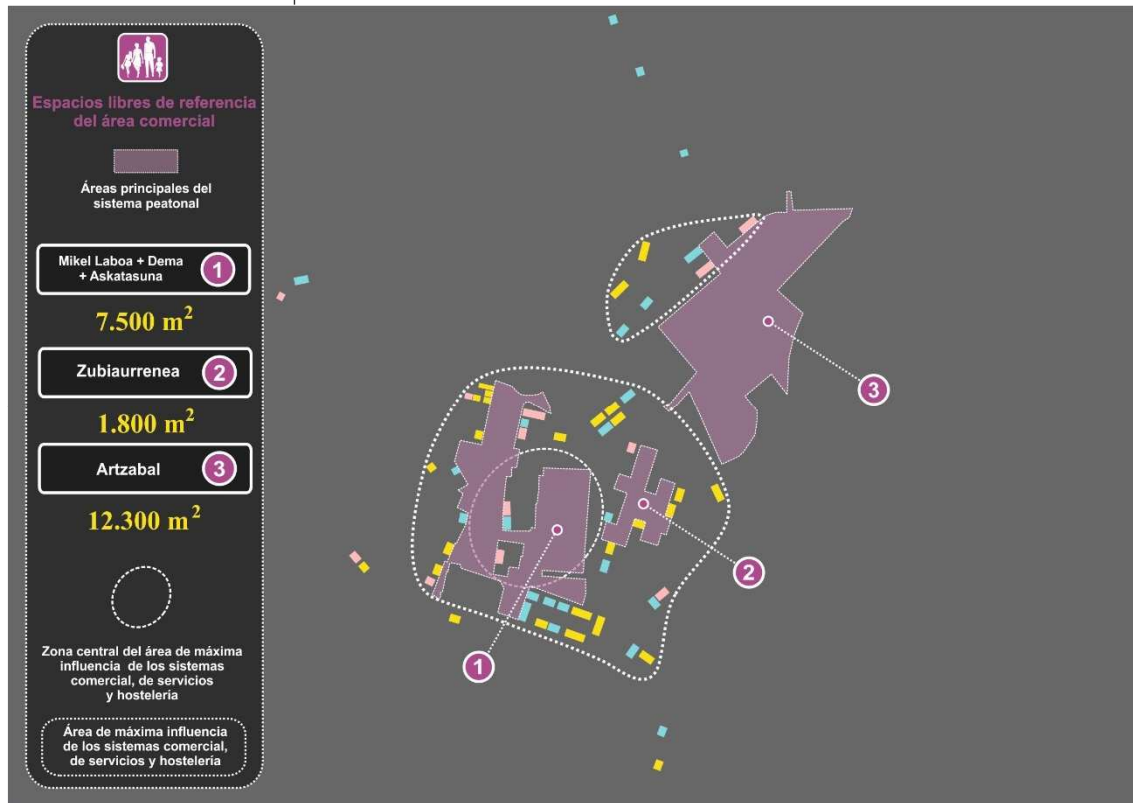 Espacios libres de referencia
del área comercial
Áreas principales del
sistema peatonal
Mikel Laboa + Dema
+ Askatasuna
1
7.500 m²
Zubiaurrenea
2
1.800 m²
Artzabal
3
12.300 m²
Zona central del área de máxima
influencia de los sistemas
comercial, de servicios
y hostelería
Área de máxima influencia
de los sistemas comercial,
de servicios y hostelería
3
2
1